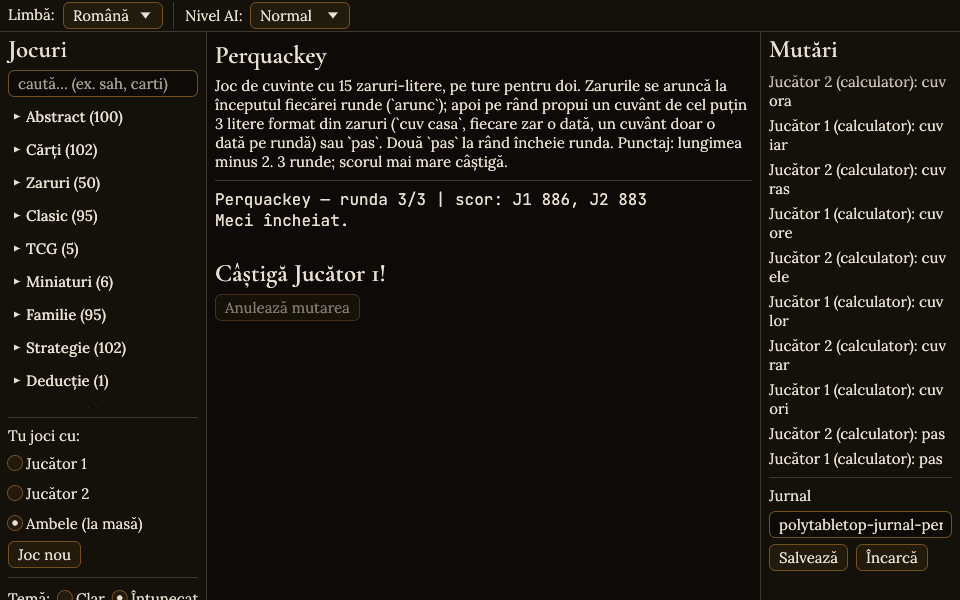 Limbă: Română ▼ Nivel AI: Normal ▼
Jocuri
caută... (ex. sah, carti)
▸ Abstract (100)
▸ Cărți (102)
▸ Zaruri (50)
▸ Clasic (95)
▸ TCG (5)
▸ Miniaturi (6)
▸ Familie (95)
▸ Strategie (102)
▸ Deducție (1)
Tu joci cu:
Jucător 1
Jucător 2
Ambele (la masă)
Joc nou
Temă: Clar Întunecat
Perquackey
Joc de cuvinte cu 15 zaruri-litere, pe ture pentru doi. Zarurile se aruncă la
începutul fiecărei runde (`arunc`); apoi pe rând propui un cuvânt de cel puțin
3 litere format din zaruri (`cuv casa`, fiecare zar o dată, un cuvânt doar o
dată pe rundă) sau `pas`. Două `pas` la rând încheie runda. Punctaj: lungimea
minus 2. 3 runde; scorul mai mare câștigă.
Perquackey — runda 3/3 | scor: J1 886, J2 883
Meci încheiat.
Câștigă Jucător 1!
Anulează mutarea
Mutări
Jucător 2 (calculator): cuv
ora
Jucător 1 (calculator): cuv
iar
Jucător 2 (calculator): cuv
ras
Jucător 1 (calculator): cuv
ore
Jucător 2 (calculator): cuv
ele
Jucător 1 (calculator): cuv
lor
Jucător 2 (calculator): cuv
rar
Jucător 1 (calculator): cuv
ori
Jucător 2 (calculator): pas
Jucător 1 (calculator): pas
Jurnal
polytabletop-jurnal-per
Salvează Încarcă